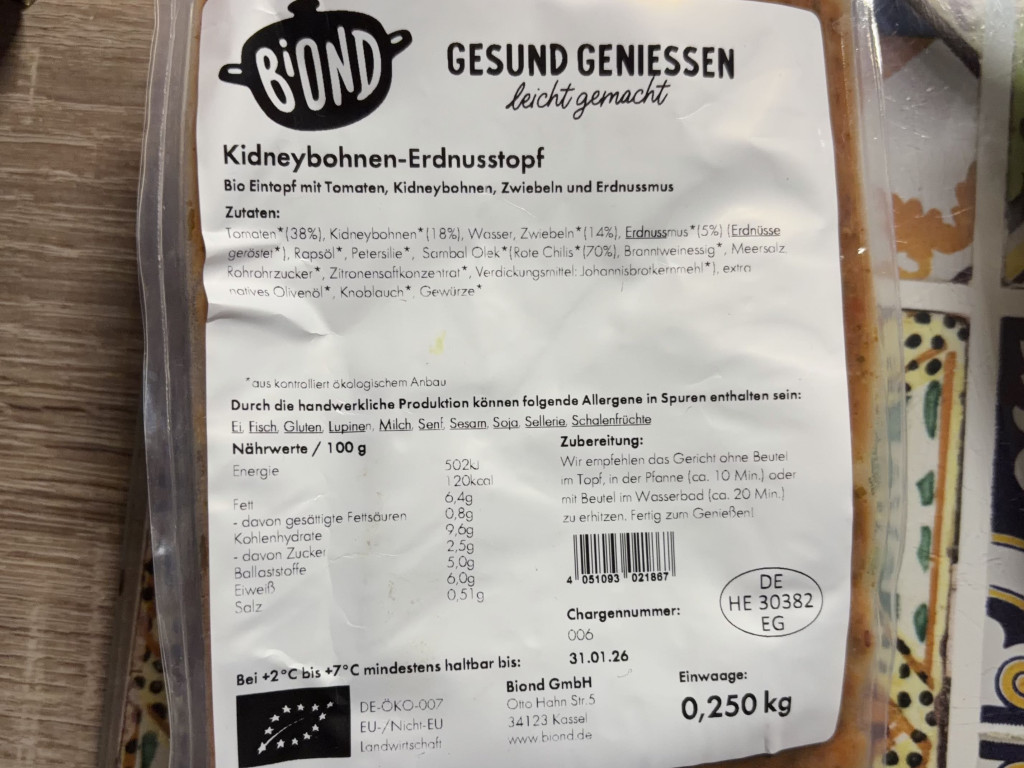 BiOND
GESUND GENIESSEN
leicht gemacht
Kidneybohnen-Erdnusstopf
Bio Eintopf mit Tomaten, Kidneybohnen, Zwiebeln und Erdnussmus
Zutaten:
Tomaten*(38%), Kidneybohnen*(18%), Wasser, Zwiebeln*(14%), Erdnussmus*(5%) (Erdnüsse
geröstet*), Rapsöl*, Petersilie*, Sambal Olek*(Rote Chilis*(70%), Branntweinessig*, Meersalz
Rohrohrzucker*, Zitronensaftkonzentrat*, Verdickungsmittel: Johannisbrotkernmehl*), extra
natives Olivenöl*, Knoblauch*, Gewürze*
*aus kontrolliert ökologischem Anbau
Durch die handwerkliche Produktion können folgende Allergene in Spuren enthalten sein:
Ei, Fisch, Gluten, Lupinen, Milch, Senf, Sesam, Soja, Sellerie, Schalenfrüchte
Nährwerte / 100 g
Energie 502kJ
120kcal
Fett 6,4g
- davon gesättigte Fettsäuren 0,8g
Kohlenhydrate 9,6g
- davon Zucker 2,5g
Ballaststoffe 5,0g
Eiweiß 6,0g
Salz 0,51g
Zubereitung:
Wir empfehlen das Gericht ohne Beutel
im Topf, in der Pfanne (ca. 10 Min.) oder
mit Beutel im Wasserbad (ca. 20 Min.)
zu erhitzen. Fertig zum Genießen!
4 051093 021867
DE
HE 30382
EG
Chargennummer:
006
Bei +2°C bis +7°C mindestens haltbar bis: 31.01.26
DE-ÖKO-007
EU-/Nicht-EU
Landwirtschaft
Biond GmbH
Otto Hahn Str.5
34123 Kassel
www.biond.de
Einwaage:
0,250 kg